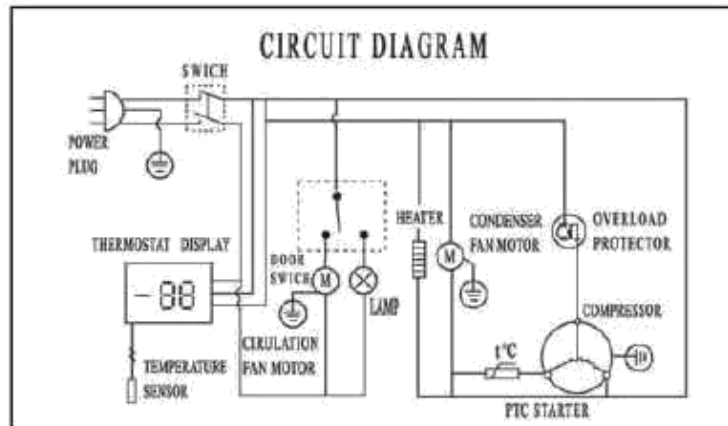 CIRCUIT DIAGRAM
SWICH
POWER
PLUG
THERMOSTAT DISPLAY
- 88
TEMPERATURE
SENSOR
DOOR
SWICH
M
LAMP
CIRULATION
FAN MOTOR
HEATER
CONDENSER
FAN MOTOR
M
OVERLOAD
PROTECTOR
COMPRESSOR
t°C
PTC STARTER